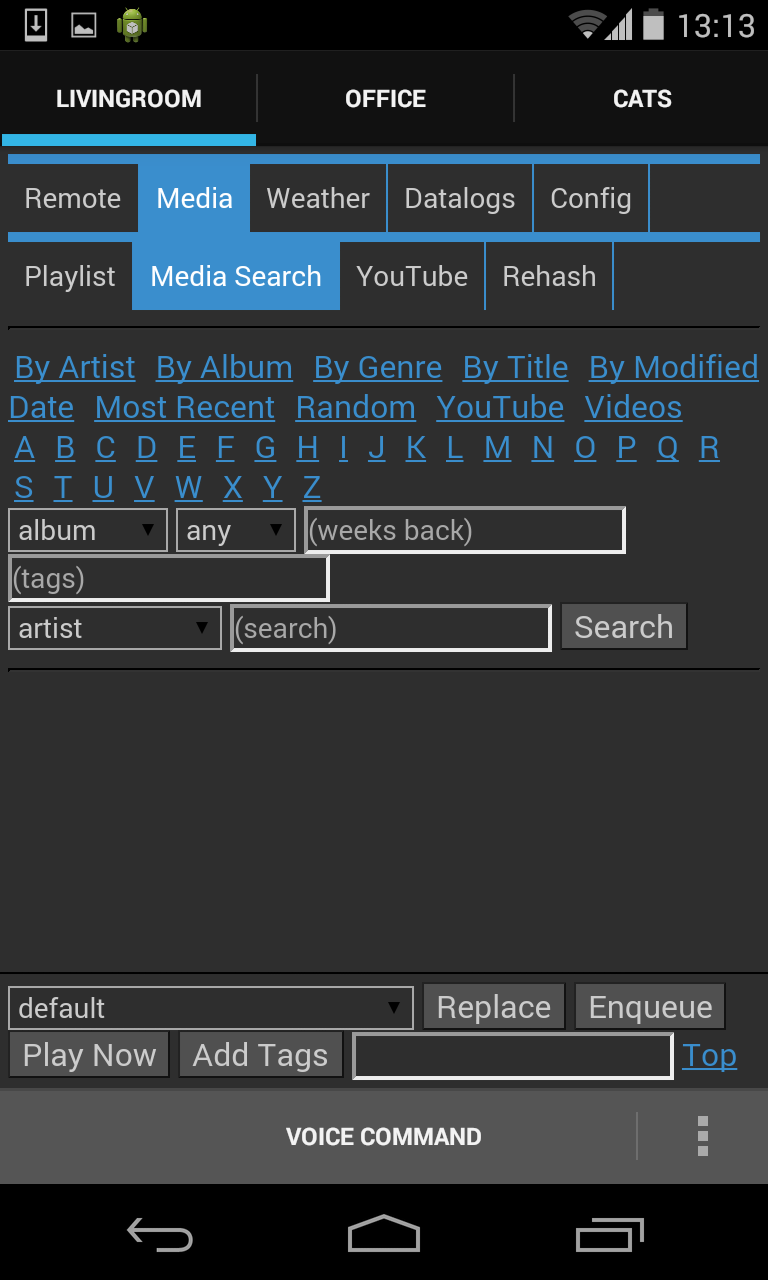 13:13
LIVINGROOM OFFICE CATS
Remote Media Weather Datalogs Config
Playlist Media Search YouTube Rehash
By Artist By Album By Genre By Title By Modified
Date Most Recent Random YouTube Videos
A B C D E F G H I J K L M N O P Q R
S T U V W X Y Z
album any (weeks back)
(tags)
artist (search) Search
default Replace Enqueue
Play Now Add Tags Top
VOICE COMMAND